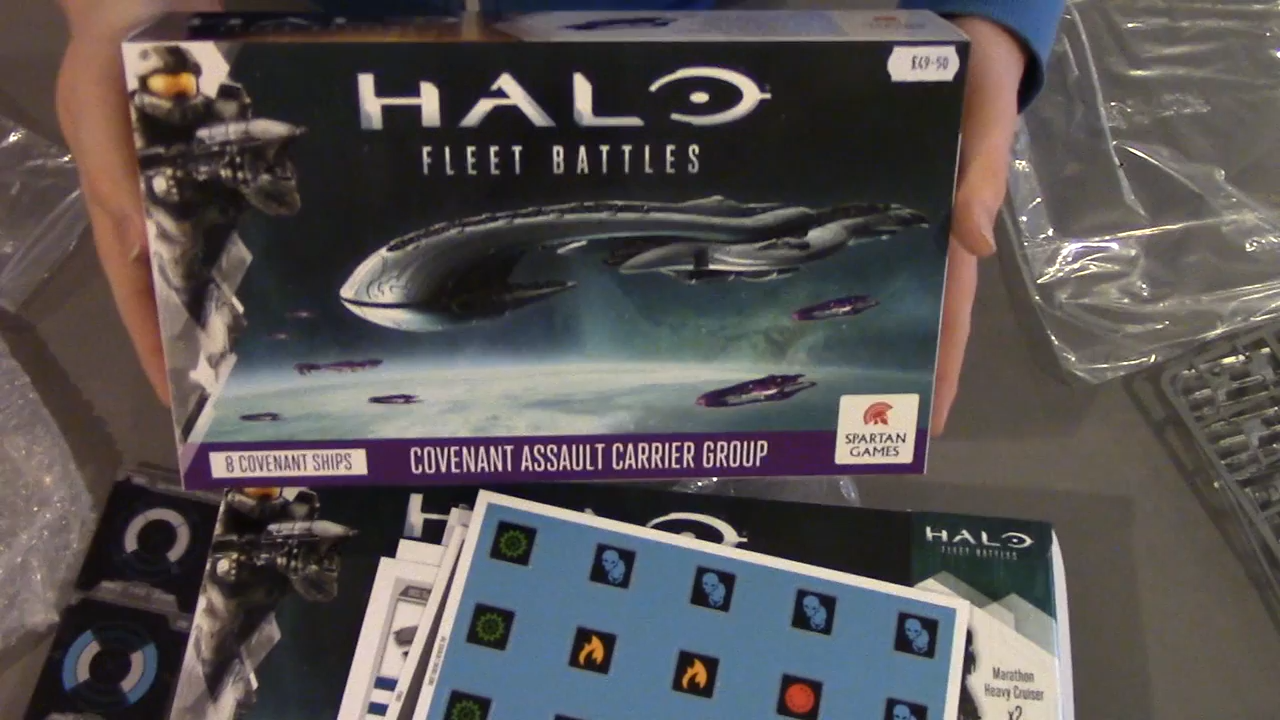 £49-50
HALO
FLEET BATTLES
8 COVENANT SHIPS
COVENANT ASSAULT CARRIER GROUP
SPARTAN
GAMES
HALO
FLEET BATTLES
Marathon
Heavy Cruiser
x2